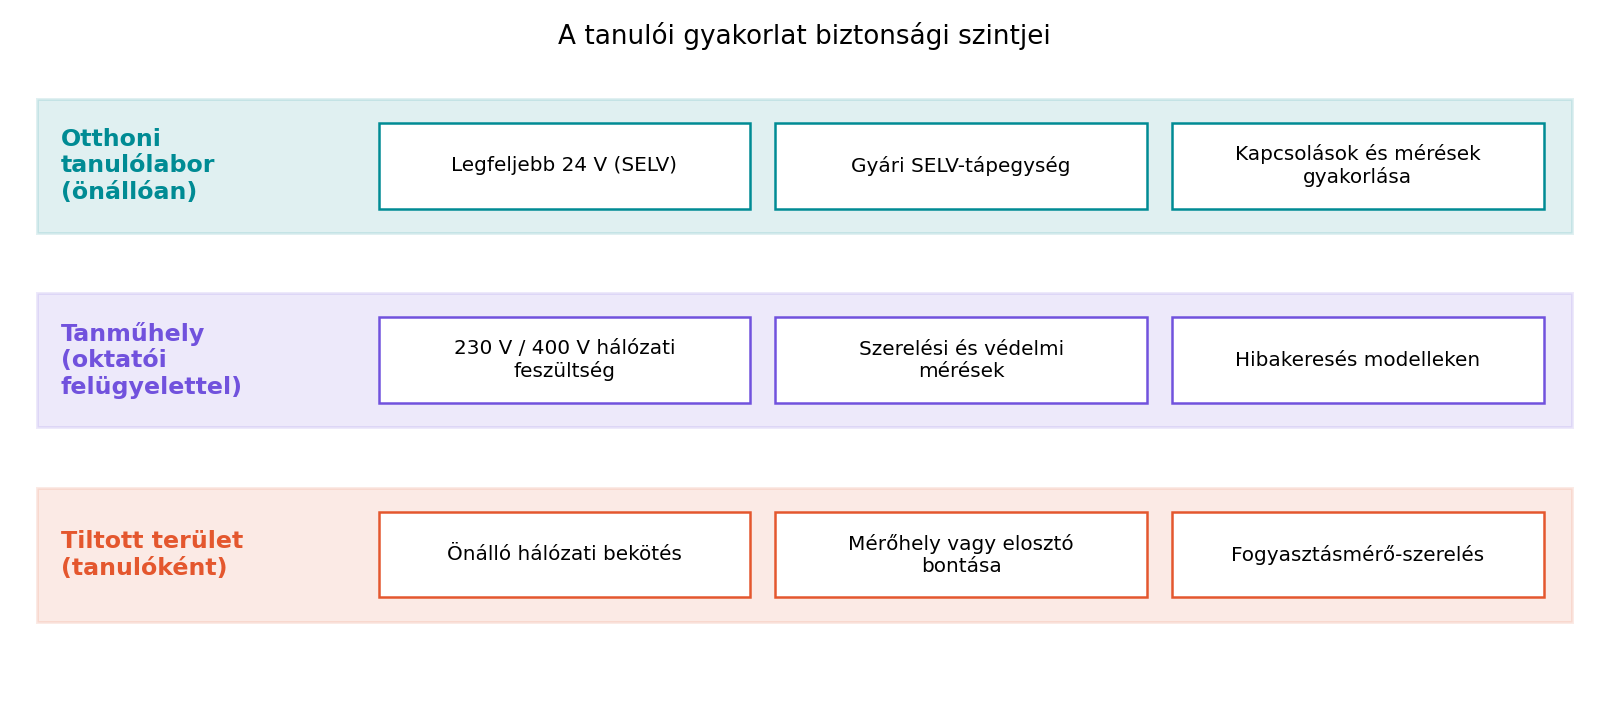 A tanulói gyakorlat biztonsági szintjei
Otthoni
tanulólabor
(önállóan)
Legfeljebb 24 V (SELV)
Gyári SELV-tápegység
Kapcsolások és mérések
gyakorlása
Tanműhely
(oktatói
felügyelettel)
230 V / 400 V hálózati
feszültség
Szerelési és védelmi
mérések
Hibakeresés modelleken
Tiltott terület
(tanulóként)
Önálló hálózati bekötés
Mérőhely vagy elosztó
bontása
Fogyasztásmérő-szerelés